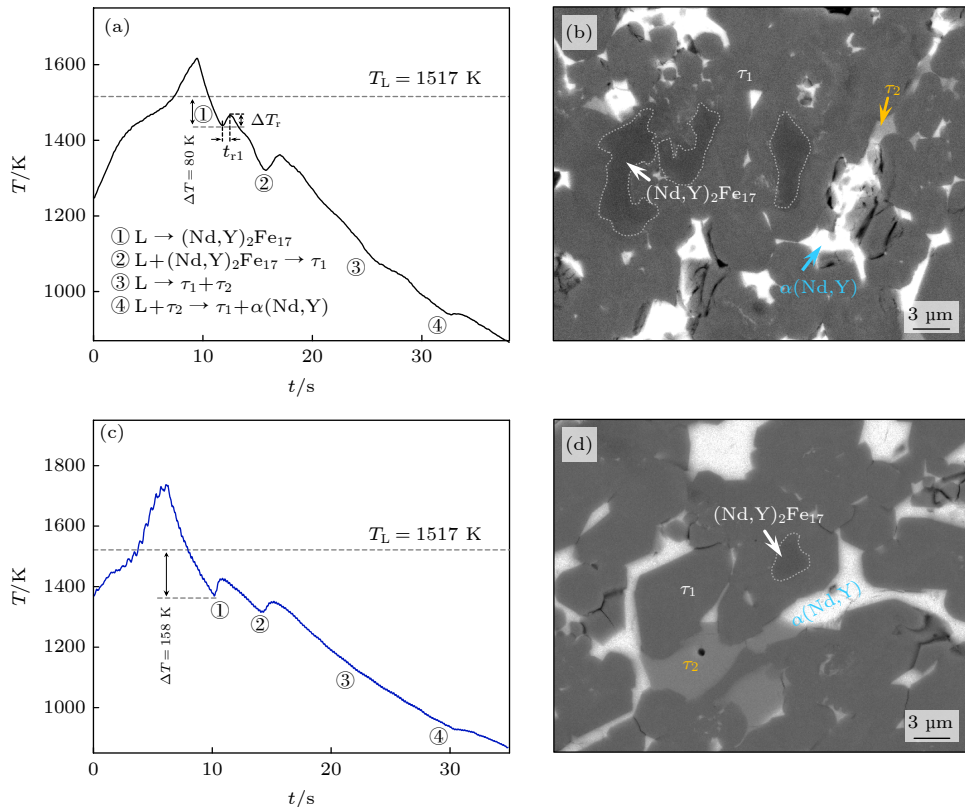 (a)
T/K
1600
1400
1200
1000
T_L = 1517 K
①
ΔT = 80 K
ΔT_r
t_r1
②
① L → (Nd,Y)₂Fe₁₇
② L+(Nd,Y)₂Fe₁₇ → τ₁
③ L → τ₁+τ₂
④ L+τ₂ → τ₁+α(Nd,Y)
③
④
0 10 20 30
t/s
(b)
τ₁
τ₂
(Nd,Y)₂Fe₁₇
α(Nd,Y)
3 µm
(c)
T/K
1800
1600
1400
1200
1000
T_L = 1517 K
ΔT = 158 K
①
②
③
④
0 10 20 30
t/s
(d)
(Nd,Y)₂Fe₁₇
τ₁
α(Nd,Y)
τ₂
3 µm